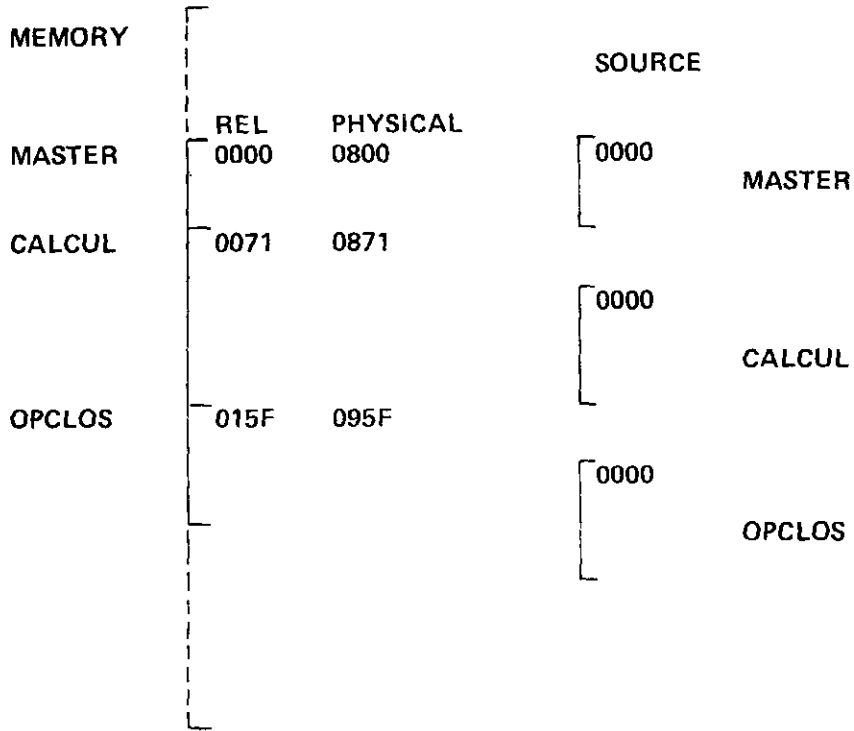 MEMORY
SOURCE
REL PHYSICAL
MASTER 0000 0800 0000
MASTER
CALCUL 0071 0871
0000
CALCUL
OPCLOS 015F 095F
0000
OPCLOS